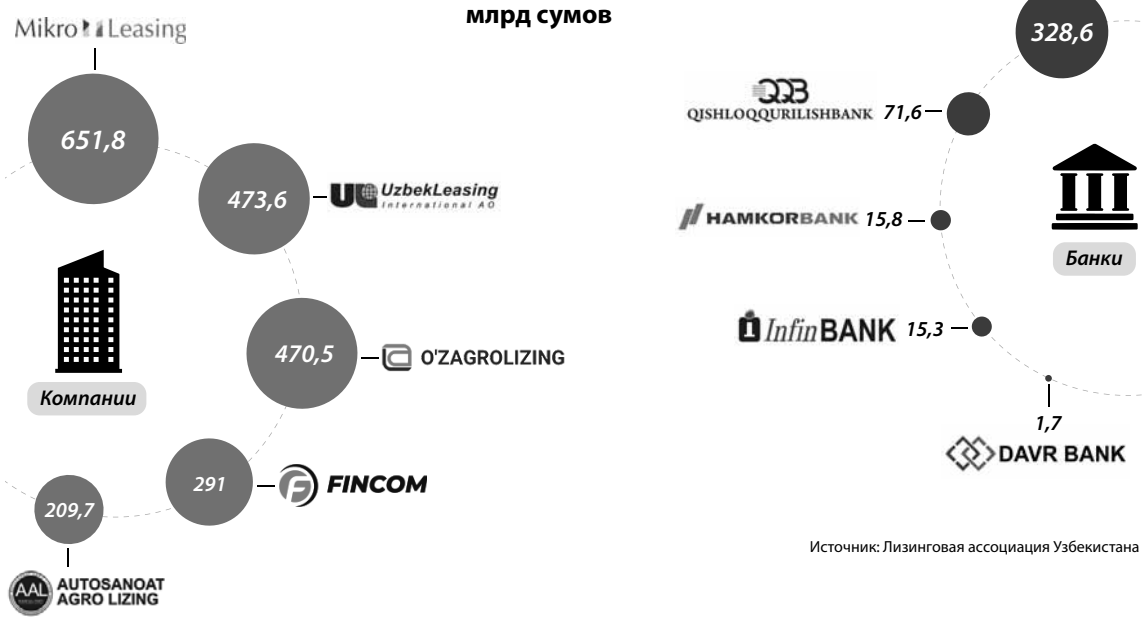 млрд сумов
Mikro Leasing
651,8
473,6
UzbekLeasing
International AO
470,5
O'ZAGROLIZING
Компании
291
FINCOM
209,7
AAL
AUTOSANOAT
AGRO LIZING
328,6
QQB
QISHLOQQURILISHBANK 71,6
HAMKORBANK 15,8
Банки
InfinBANK 15,3
1,7
DAVR BANK
Источник: Лизинговая ассоциация Узбекистана